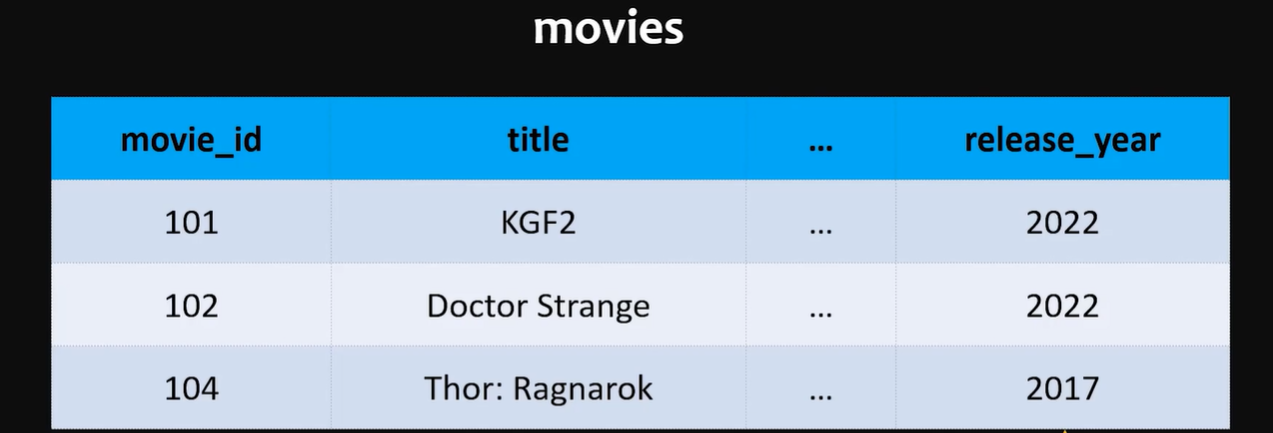 movies
movie_id title ... release_year
101 KGF2 ... 2022
102 Doctor Strange ... 2022
104 Thor: Ragnarok ... 2017